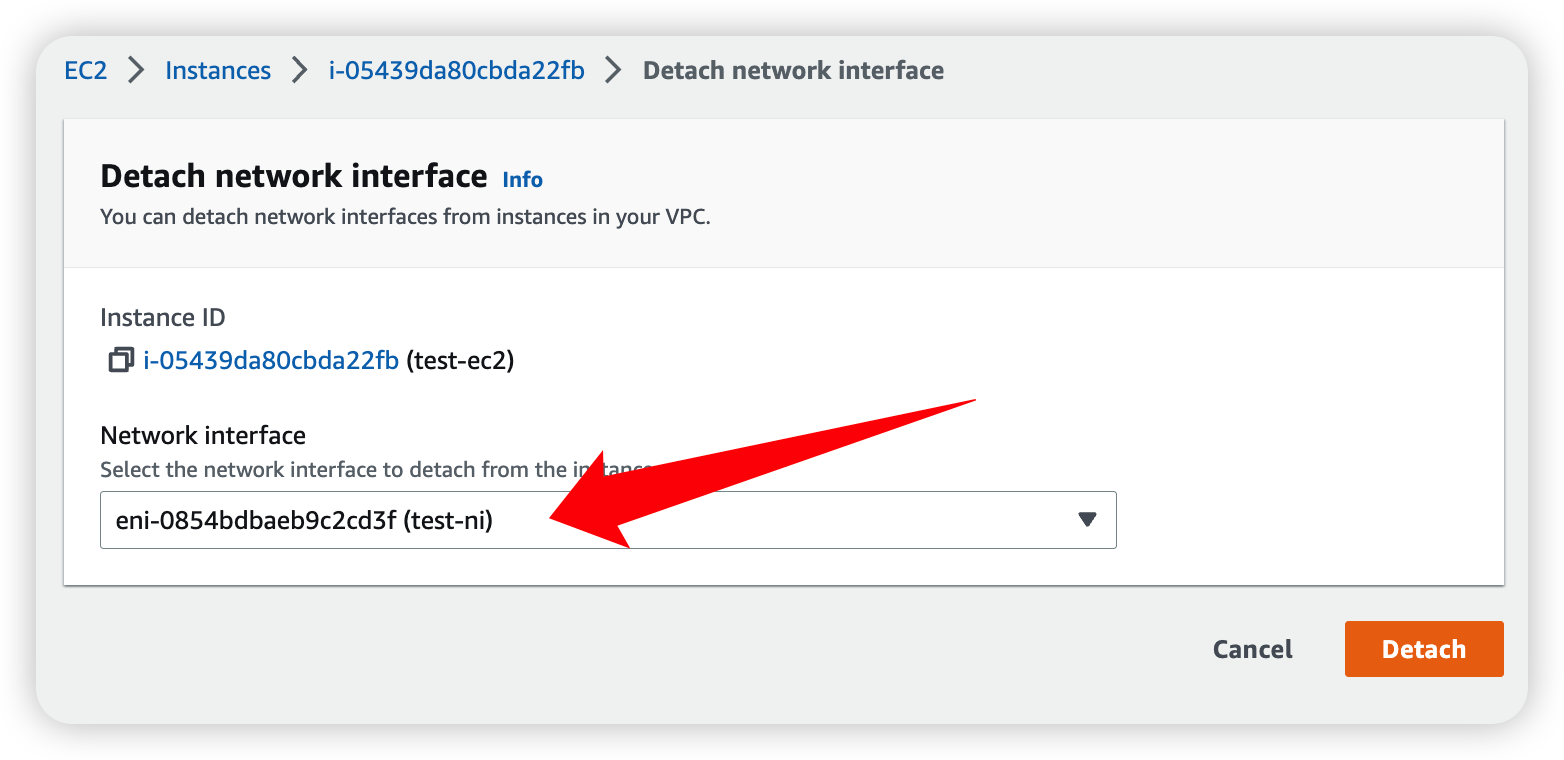 EC2 > Instances > i-05439da80cbda22fb > Detach network interface
Detach network interface Info
You can detach network interfaces from instances in your VPC.
Instance ID
i-05439da80cbda22fb (test-ec2)
Network interface
Select the network interface to detach from the instance
eni-0854bdbaeb9c2cd3f (test-ni)
Cancel Detach